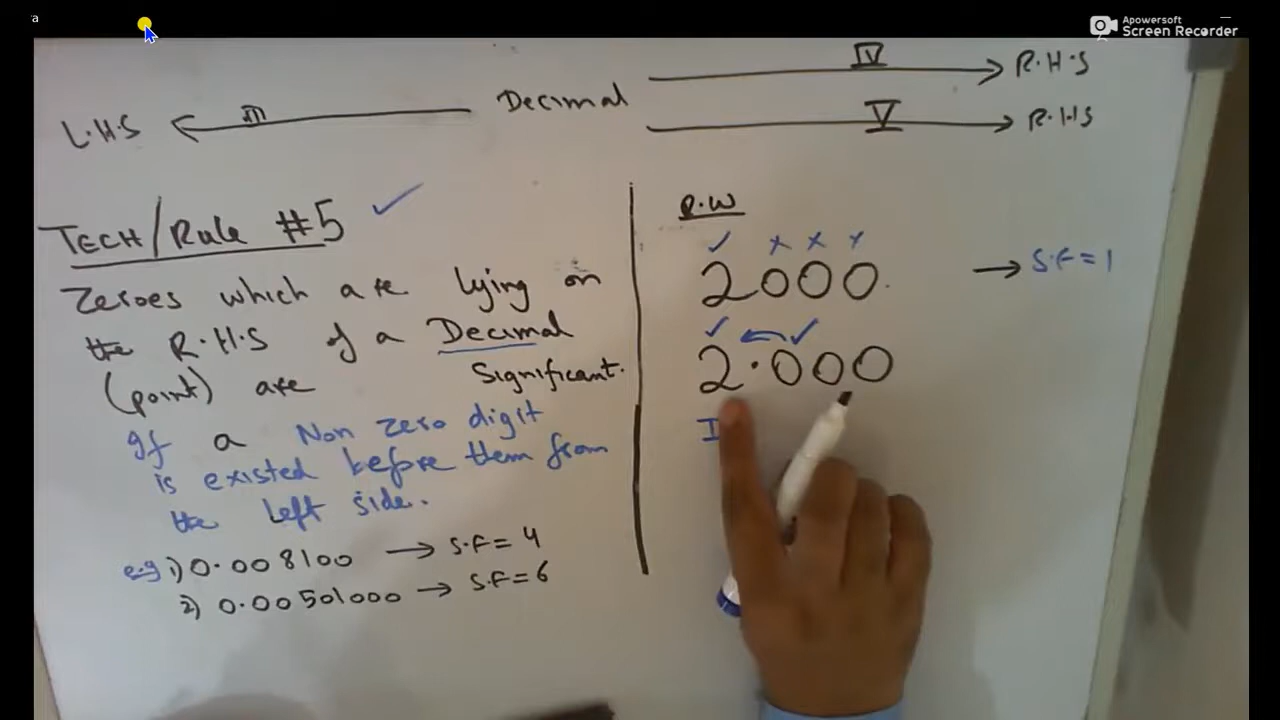 a
Apowersoft
Screen Recorder
IV
R.H.S
L.H.S
III
Decimal
V
R.H.S
TECH/Rule #5 ✓
Zeroes which are lying on
the R.H.S of a Decimal
(point) are Significant.
If a Non zero digit
is existed before them from
the Left side.
e.g 1) 0.008100 → S.F = 4
2) 0.00501000 → S.F = 6
R.W
✓ x x x
2000. → S.F = 1
✓ ← ✓
2.000